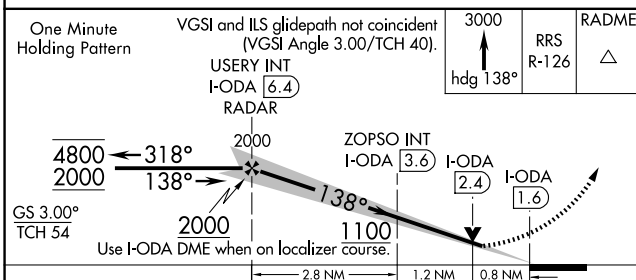 One Minute
Holding Pattern
VGSI and ILS glidepath not coincident
(VGSI Angle 3.00/TCH 40).
3000
hdg 138°
RRS
R-126
RADME
USERY INT
I-ODA 6.4
RADAR
2000
ZOPSO INT
I-ODA 3.6
I-ODA
2.4
I-ODA
1.6
4800
2000
318°
138°
138°
GS 3.00°
TCH 54
2000
1100
Use I-ODA DME when on localizer course.
2.8 NM
1.2 NM
0.8 NM